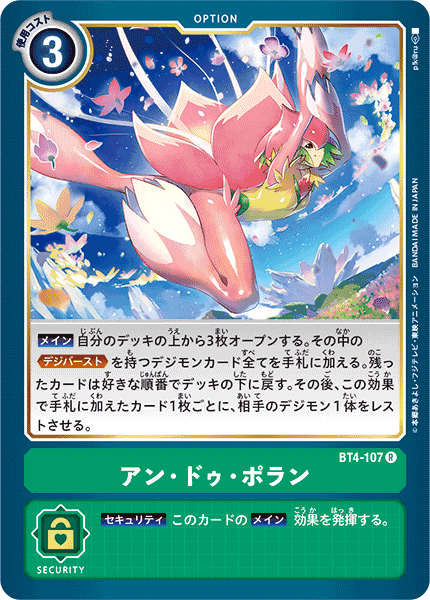 OPTION
使用コスト
3
p!k@ru
メイン 自分のデッキの上から3枚オープンする。その中の
デジバースト を持つデジモンカード全てを手札に加える。残っ
たカードは好きな順番でデッキの下に戻す。その後、この効果
で手札に加えたカード1枚ごとに、相手のデジモン1体をレス
トさせる。
©本郷あきよし・フジテレビ・東映アニメーション BANDAI MADE IN JAPAN
BT4-107 R
アン・ドゥ・ポラン
セキュリティ このカードの メイン 効果を発揮する。
SECURITY